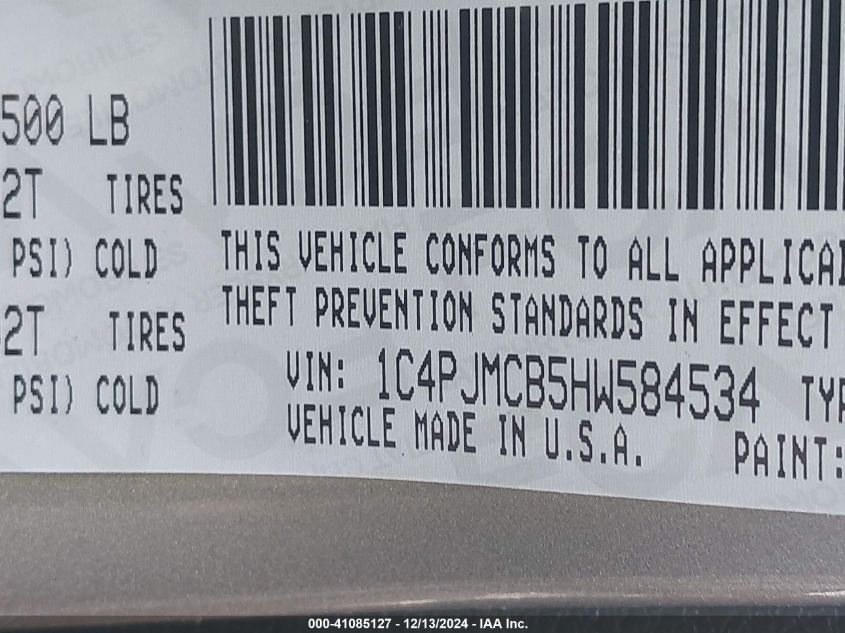 500 LB
2T TIRES
PSI) COLD
2T TIRES
PSI) COLD
THIS VEHICLE CONFORMS TO ALL
THEFT PREVENTION STANDARDS IN EFFECT
VIN: 1C4PJMCB5HW584534
VEHICLE MADE IN U.S.A. PAINT:
000-41085127 - 12/13/2024 - IAA Inc.